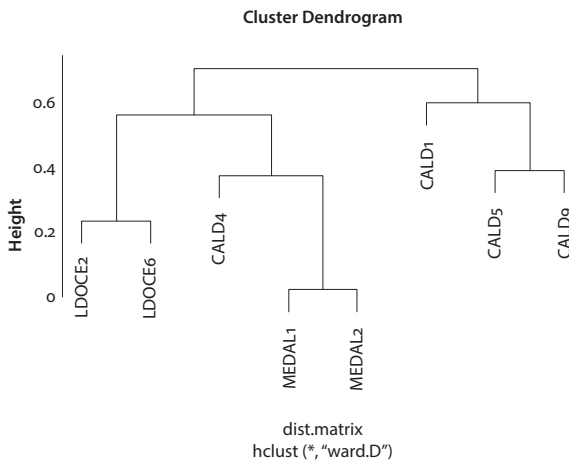 Cluster Dendrogram
Height
0.6
0.4
0.2
0
LDOCE2
LDOCE6
CALD4
MEDAL1
MEDAL2
CALD1
CALD5
CALD9
dist.matrix
hclust (*, “ward.D”)